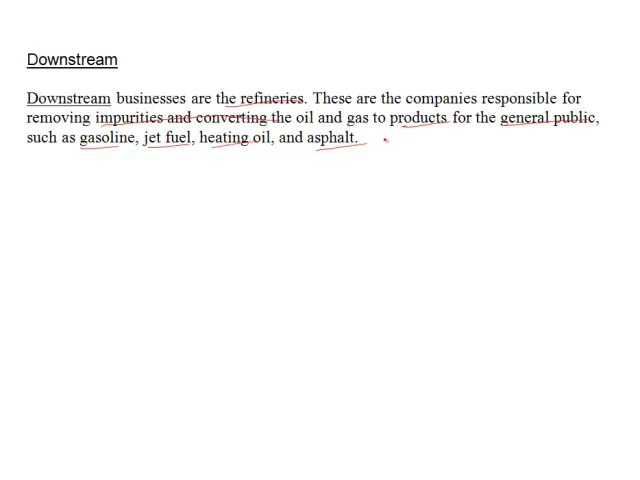 Downstream
Downstream businesses are the refineries. These are the companies responsible for
removing impurities and converting the oil and gas to products for the general public,
such as gasoline, jet fuel, heating oil, and asphalt.